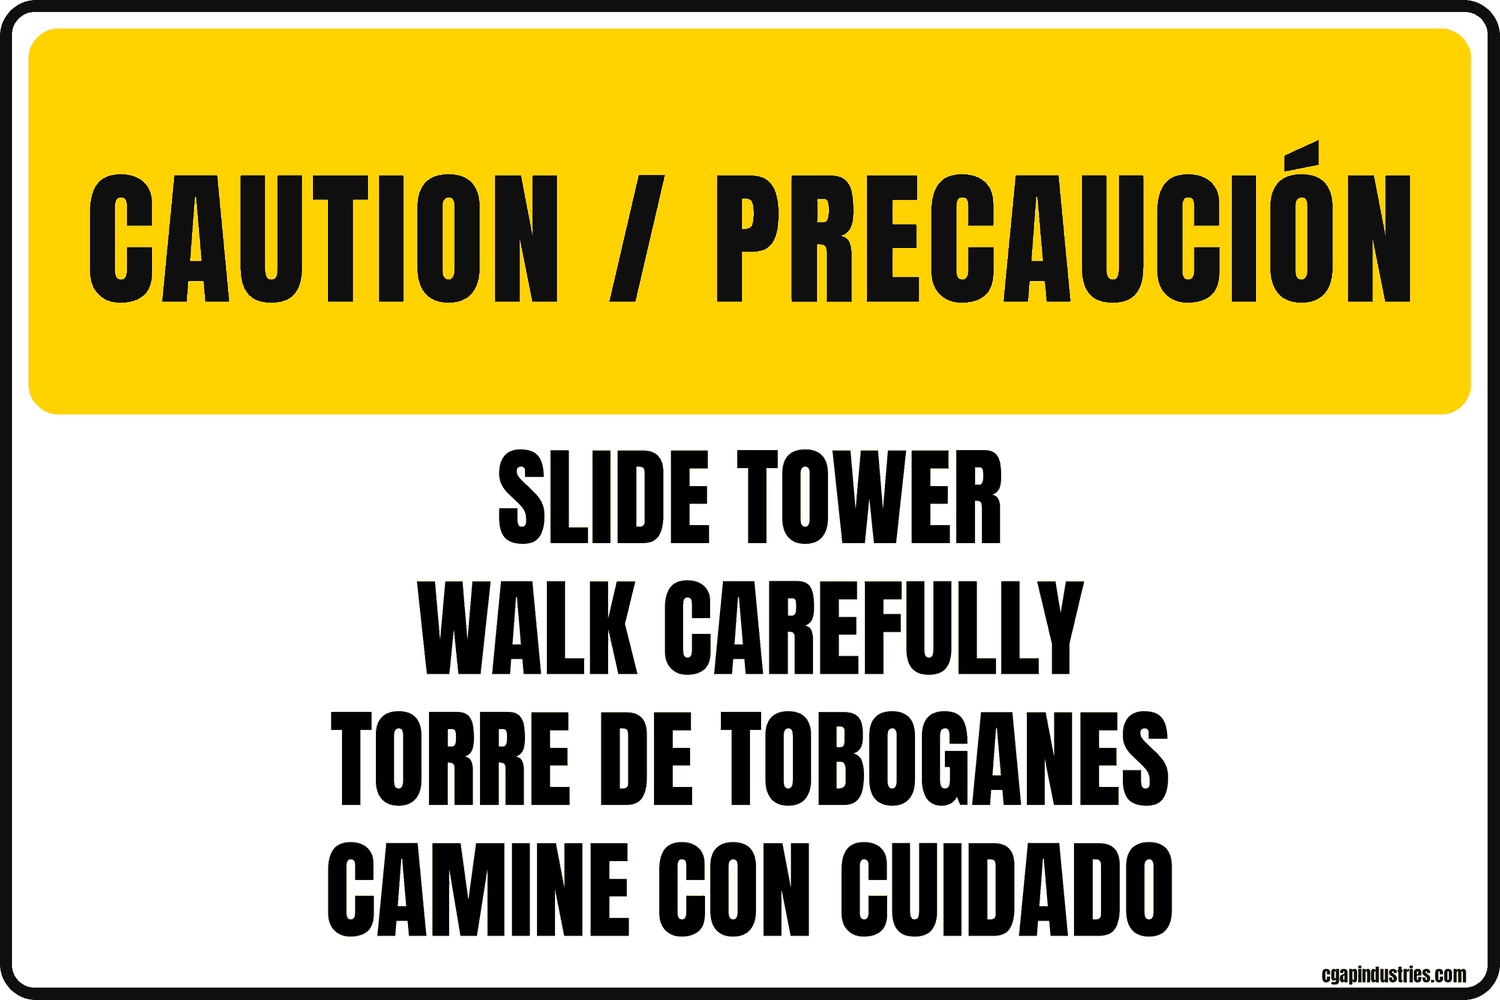 CAUTION / PRECAUCIÓN
SLIDE TOWER
WALK CAREFULLY
TORRE DE TOBOGANES
CAMINE CON CUIDADO
cgapindustries.com